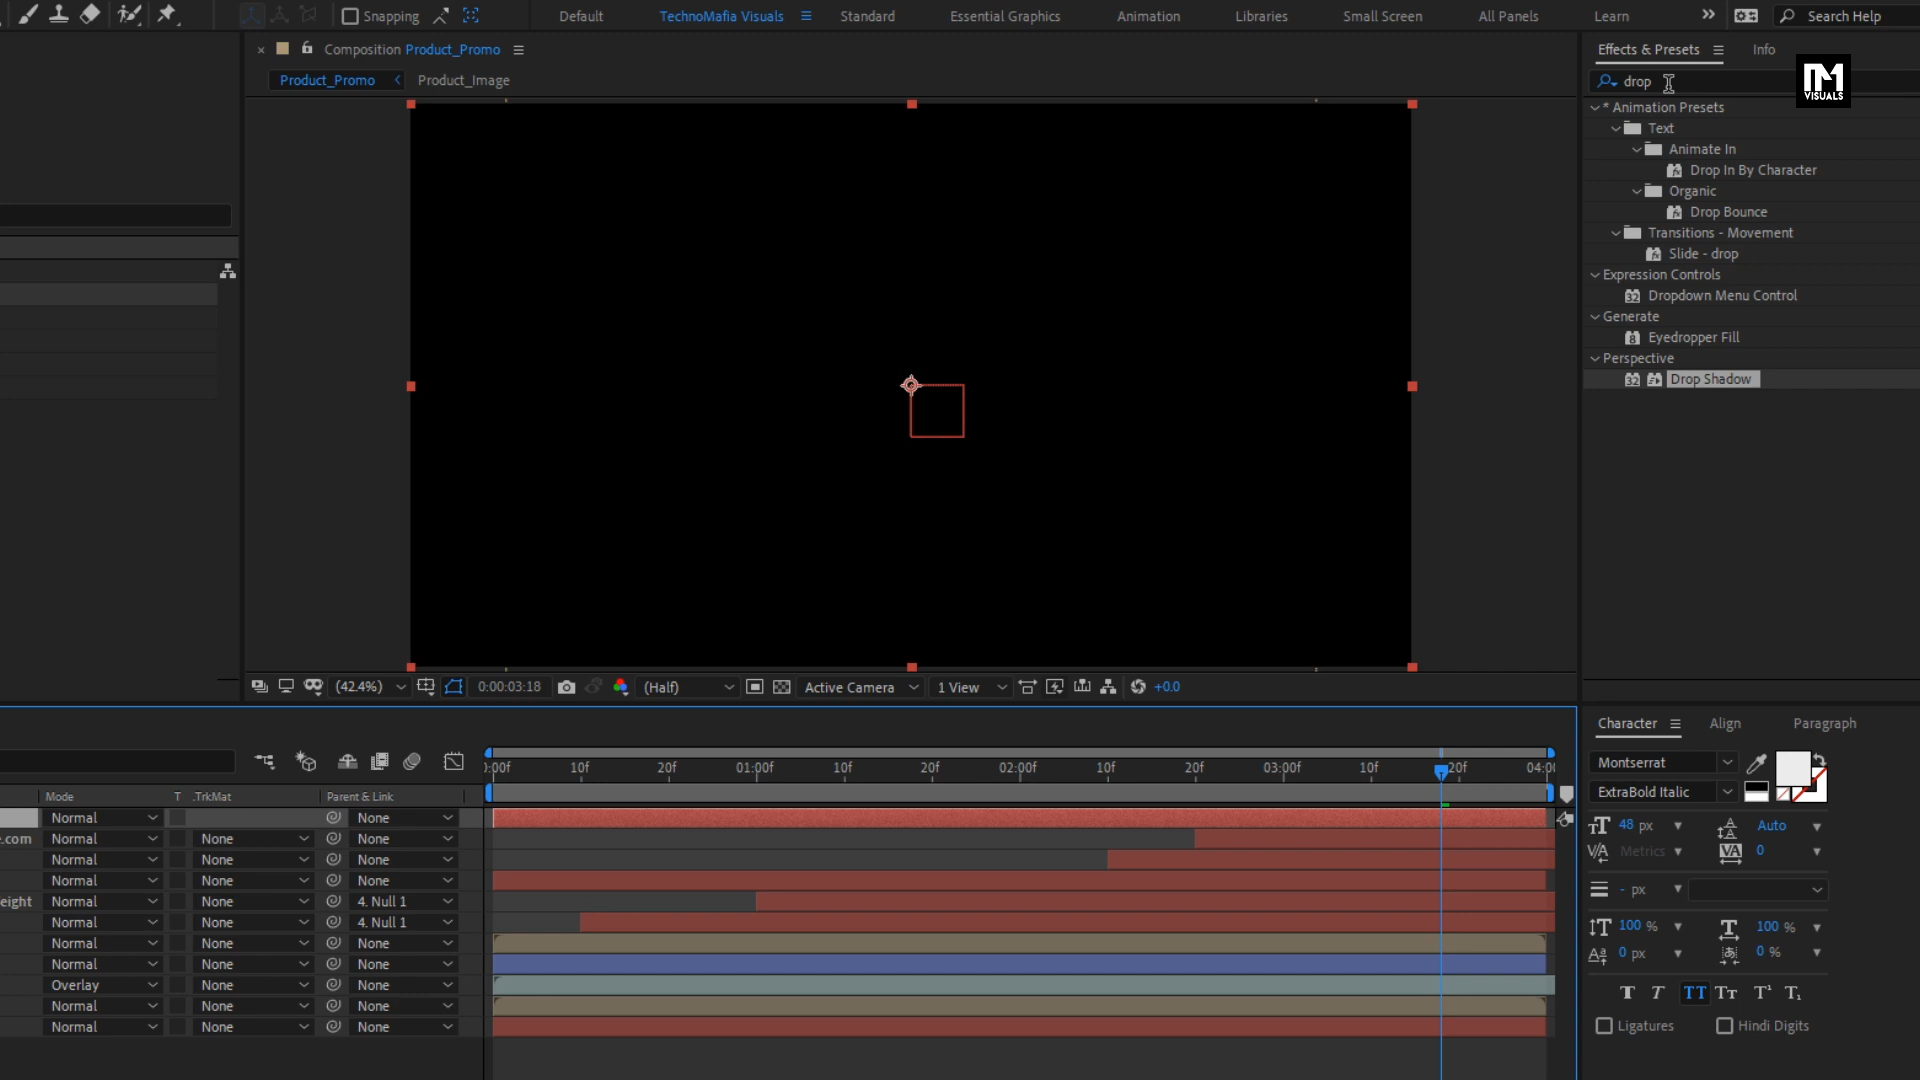 Snapping
Default
TechnoMafia Visuals
Standard
Essential Graphics
Animation
Libraries
Small Screen
All Panels
Learn
Search Help
Composition Product_Promo
Product_Promo
Product_Image
Effects & Presets
Info
drop
VISUALS
* Animation Presets
Text
Animate In
Drop In By Character
Organic
Drop Bounce
Transitions - Movement
Slide - drop
Expression Controls
Dropdown Menu Control
Generate
Eyedropper Fill
Perspective
Drop Shadow
(42.4%)
0:00:03:18
(Half)
Active Camera
1 View
+0.0
:00f 10f 20f 01:00f 10f 20f 02:00f 10f 20f 03:00f 10f 20f 04:0
Mode T .TrkMat Parent & Link
Normal None
.com Normal None None
Normal None None
Normal None None
eight Normal None 4. Null 1
Normal None 4. Null 1
Normal None None
Normal None None
Overlay None None
Normal None None
Normal None None
Character
Align
Paragraph
Montserrat
ExtraBold Italic
48 px
Auto
Metrics
0
- px
100 %
100 %
0 px
0 %
Ligatures
Hindi Digits